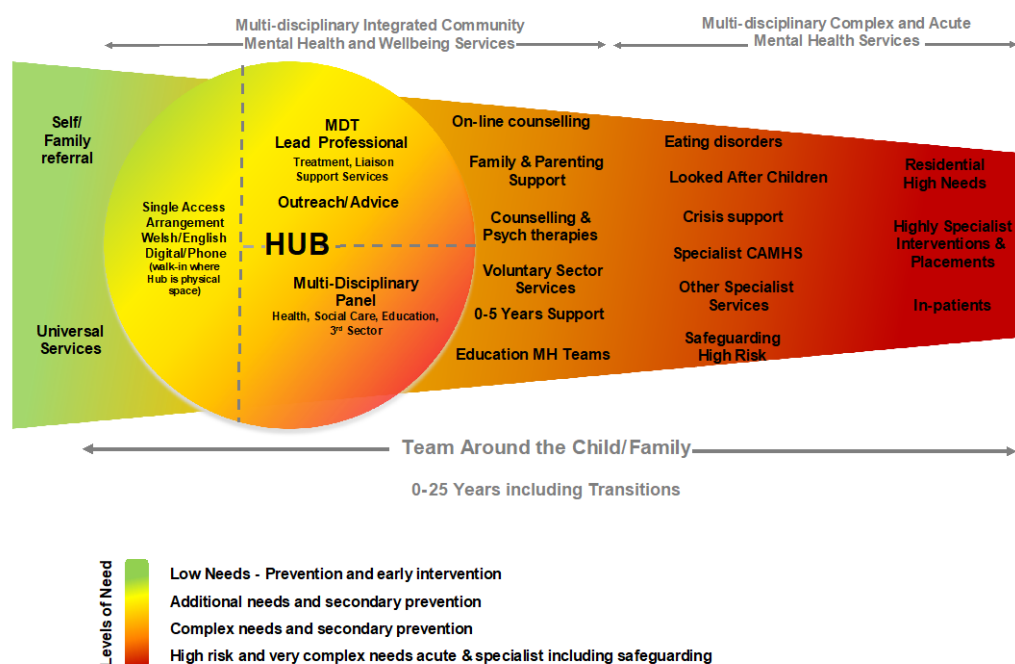 Multi-disciplinary Integrated Community
Mental Health and Wellbeing Services
Multi-disciplinary Complex and Acute
Mental Health Services
Self/
Family
referral
Universal
Services
Single Access
Arrangement
Welsh/English
Digital/Phone
(walk-in where
Hub is physical
space)
MDT
Lead Professional
Treatment, Liaison
Support Services
Outreach/Advice
HUB
Multi-Disciplinary
Panel
Health, Social Care, Education,
3rd Sector
On-line counselling
Family & Parenting
Support
Counselling &
Psych therapies
Voluntary Sector
Services
0-5 Years Support
Education MH Teams
Eating disorders
Looked After Children
Crisis support
Specialist CAMHS
Other Specialist
Services
Safeguarding
High Risk
Residential
High Needs
Highly Specialist
Interventions &
Placements
In-patients
Team Around the Child/Family
0-25 Years including Transitions
Levels of Need
Low Needs - Prevention and early intervention
Additional needs and secondary prevention
Complex needs and secondary prevention
High risk and very complex needs acute & specialist including safeguarding